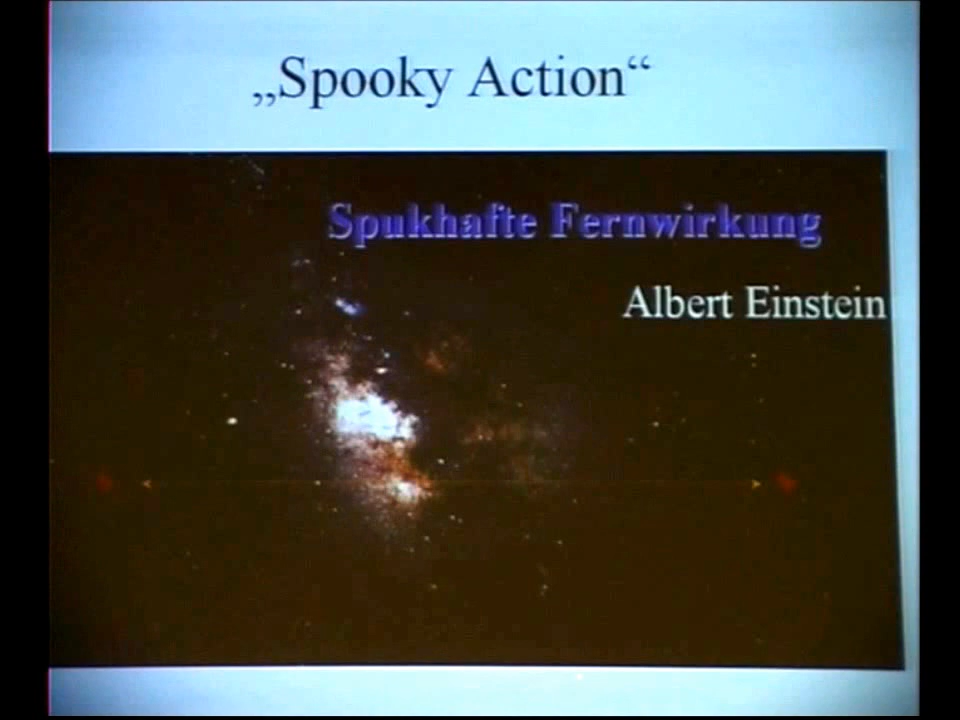 „Spooky Action“
Spukhafte Fernwirkung
Albert Einstein